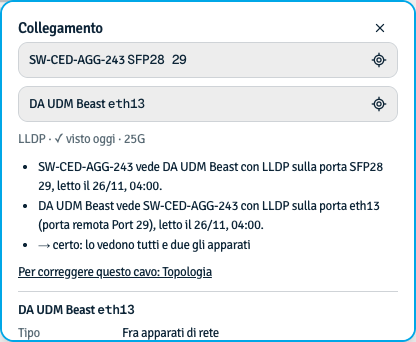 Collegamento
SW-CED-AGG-243 SFP28 29
DA UDM Beast eth13
LLDP · ✓ visto oggi · 25G
• SW-CED-AGG-243 vede DA UDM Beast con LLDP sulla porta SFP28
29, letto il 26/11, 04:00.
• DA UDM Beast vede SW-CED-AGG-243 con LLDP sulla porta eth13
(porta remota Port 29), letto il 26/11, 04:00.
• → certo: lo vedono tutti e due gli apparati
Per correggere questo cavo: Topologia
DA UDM Beast eth13
Tipo Fra apparati di rete